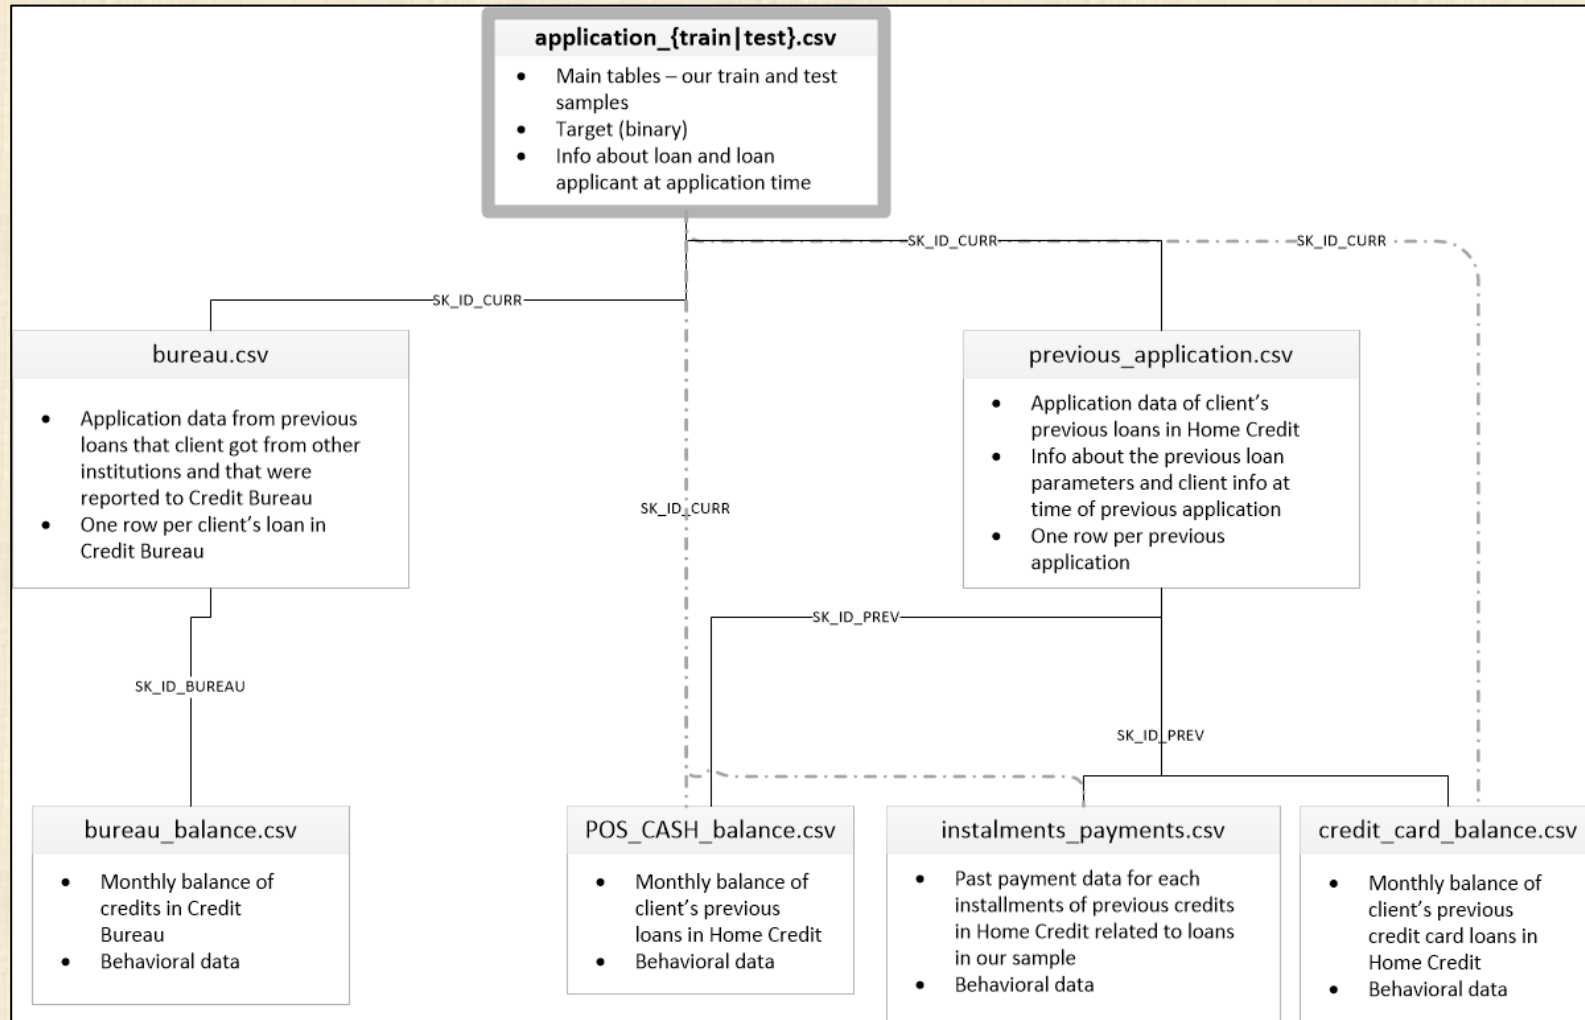 application_{train|test}.csv
• Main tables – our train and test
samples
• Target (binary)
• Info about loan and loan
applicant at application time
SK_ID_CURR
SK_ID_CURR
SK_ID_CURR
bureau.csv
• Application data from previous
loans that client got from other
institutions and that were
reported to Credit Bureau
• One row per client’s loan in
Credit Bureau
previous_application.csv
• Application data of client’s
previous loans in Home Credit
• Info about the previous loan
parameters and client info at
time of previous application
• One row per previous
application
SK_ID_CURR
SK_ID_PREV
SK_ID_BUREAU
SK_ID_PREV
bureau_balance.csv
• Monthly balance of
credits in Credit
Bureau
• Behavioral data
POS_CASH_balance.csv
• Monthly balance of
client’s previous
loans in Home Credit
• Behavioral data
instalments_payments.csv
• Past payment data for each
installments of previous credits
in Home Credit related to loans
in our sample
• Behavioral data
credit_card_balance.csv
• Monthly balance of
client’s previous
credit card loans in
Home Credit
• Behavioral data